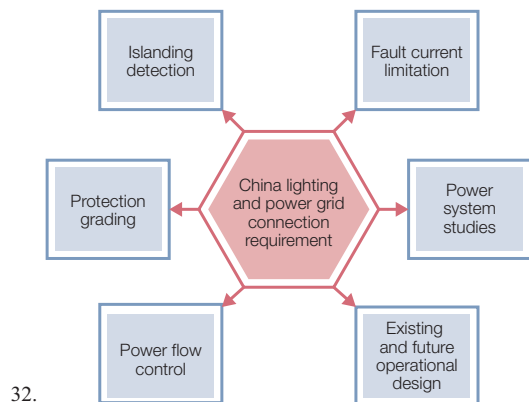 Islanding
detection
Fault current
limitation
Protection
grading
China lighting
and power grid
connection
requirement
Power
system
studies
Power flow
control
Existing
and future
operational
design
32.